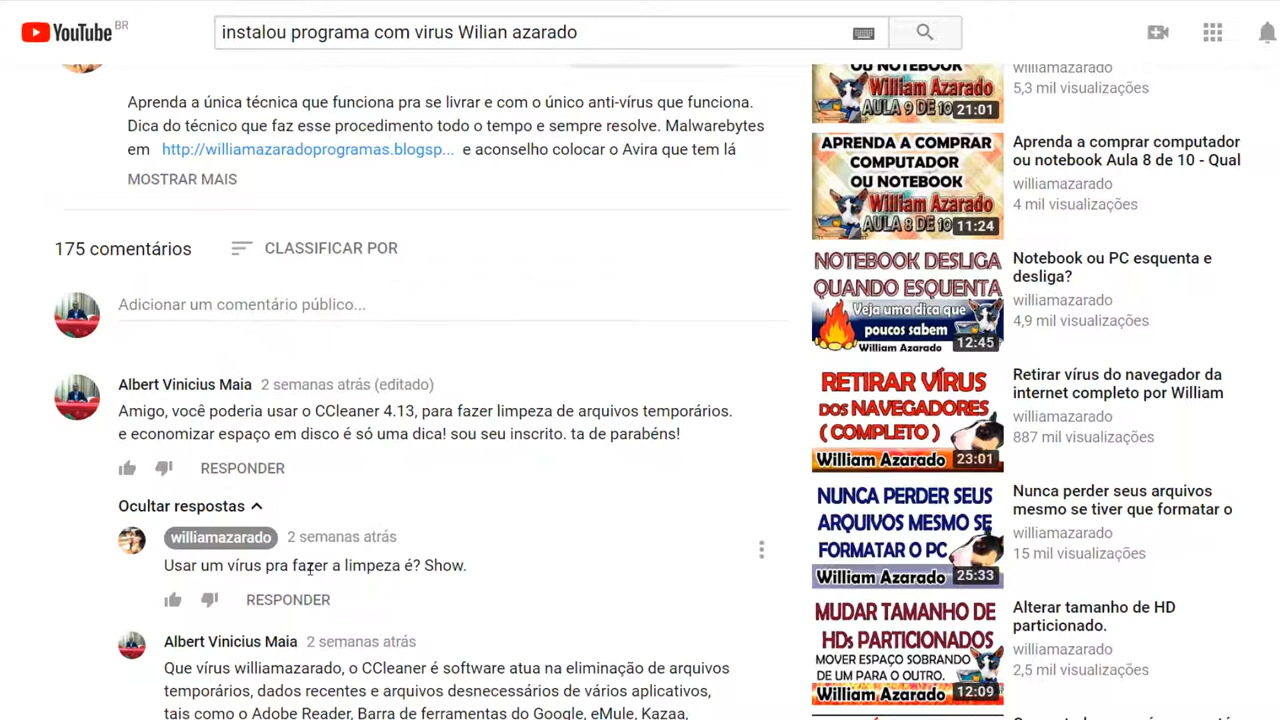 YouTube BR
instalou programa com virus Wilian azarado
Aprenda a única técnica que funciona pra se livrar e com o único anti-vírus que funciona.
Dica do técnico que faz esse procedimento todo o tempo e sempre resolve. Malwarebytes
em http://williamazaradoprogramas.blogsp... e aconselho colocar o Avira que tem lá
MOSTRAR MAIS
175 comentários
CLASSIFICAR POR
Adicionar um comentário público...
Albert Vinicius Maia 2 semanas atrás (editado)
Amigo, você poderia usar o CCleaner 4.13, para fazer limpeza de arquivos temporários.
e economizar espaço em disco é só uma dica! sou seu inscrito. ta de parabéns!
RESPONDER
Ocultar respostas
williamazarado 2 semanas atrás
Usar um vírus pra fazer a limpeza é? Show.
RESPONDER
Albert Vinicius Maia 2 semanas atrás
Que vírus williamazarado, o CCleaner é software atua na eliminação de arquivos
temporários, dados recentes e arquivos desnecessários de vários aplicativos,
tais como o Adobe Reader, Barra de ferramentas do Google, eMule, Kazaa,
OU NOTEBOOK
William Azarado
AULA 9 DE 10
21:01
williamazarado
5,3 mil visualizações
APRENDA A COMPRAR
COMPUTADOR
OU NOTEBOOK
William Azarado
AULA 8 DE 10
11:24
Aprenda a comprar computador
ou notebook Aula 8 de 10 - Qual
williamazarado
4 mil visualizações
NOTEBOOK DESLIGA
QUANDO ESQUENTA
Veja uma dica que
poucos sabem
William Azarado
12:45
Notebook ou PC esquenta e
desliga?
williamazarado
4,9 mil visualizações
RETIRAR VÍRUS
DOS NAVEGADORES
( COMPLETO )
William Azarado
23:01
Retirar vírus do navegador da
internet completo por William
williamazarado
887 mil visualizações
NUNCA PERDER SEUS
ARQUIVOS MESMO SE
FORMATAR O PC
William Azarado
25:33
Nunca perder seus arquivos
mesmo se tiver que formatar o
williamazarado
15 mil visualizações
MUDAR TAMANHO DE
HDs PARTICIONADOS
MOVER ESPAÇO SOBRANDO
DE UM PARA O OUTRO.
William Azarado
12:09
Alterar tamanho de HD
particionado.
williamazarado
2,5 mil visualizações